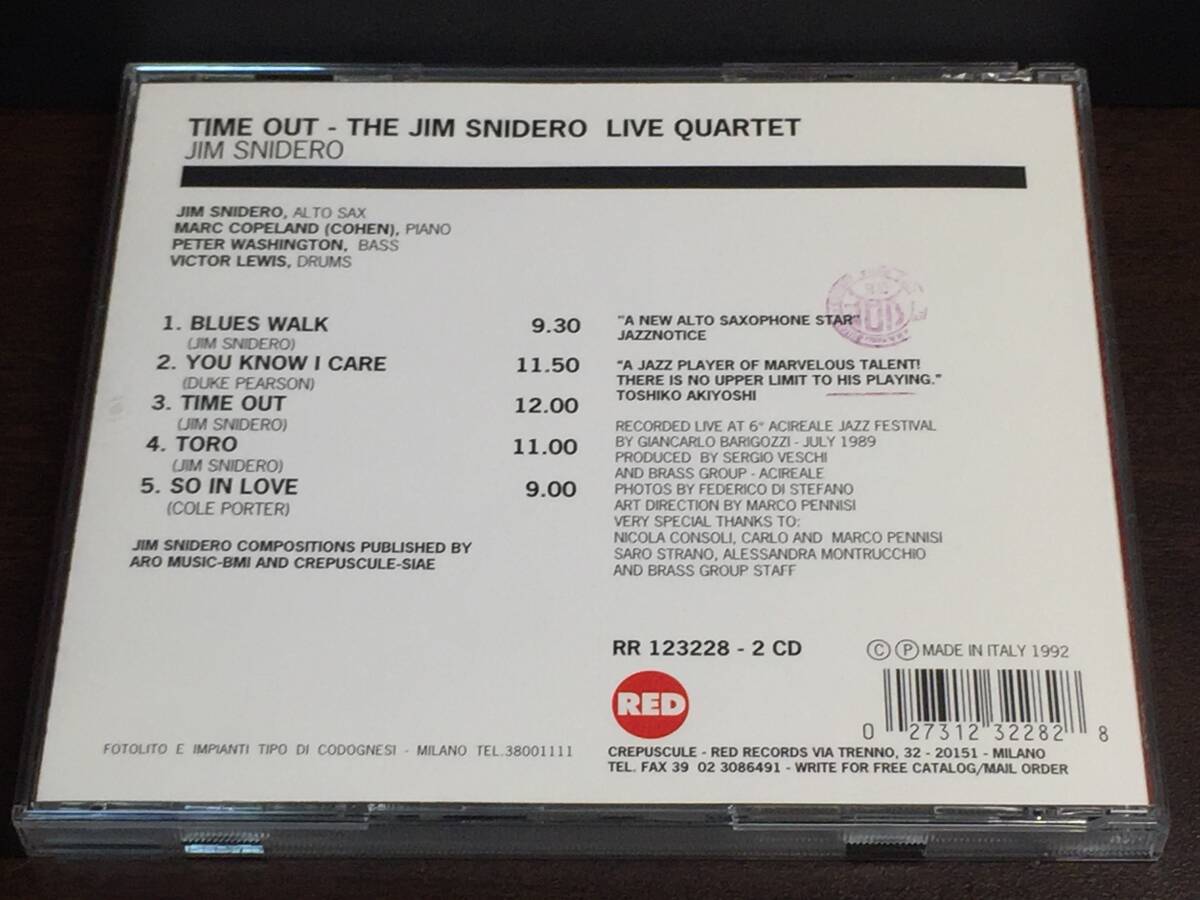 TIME OUT - THE JIM SNIDERO LIVE QUARTET
JIM SNIDERO
JIM SNIDERO, ALTO SAX
MARC COPELAND (COHEN), PIANO
PETER WASHINGTON, BASS
VICTOR LEWIS, DRUMS
1. BLUES WALK 9.30
(JIM SNIDERO)
2. YOU KNOW I CARE 11.50
(DUKE PEARSON)
3. TIME OUT 12.00
(JIM SNIDERO)
4. TORO 11.00
(JIM SNIDERO)
5. SO IN LOVE 9.00
(COLE PORTER)
JIM SNIDERO COMPOSITIONS PUBLISHED BY
ARO MUSIC-BMI AND CREPUSCULE-SIAE
"A NEW ALTO SAXOPHONE STAR"
JAZZNOTICE
"A JAZZ PLAYER OF MARVELOUS TALENT!
THERE IS NO UPPER LIMIT TO HIS PLAYING."
TOSHIKO AKIYOSHI
RECORDED LIVE AT 6° ACIREALE JAZZ FESTIVAL
BY GIANCARLO BARIGOZZI - JULY 1989
PRODUCED BY SERGIO VESCHI
AND BRASS GROUP - ACIREALE
PHOTOS BY FEDERICO DI STEFANO
ART DIRECTION BY MARCO PENNISI
VERY SPECIAL THANKS TO:
NICOLA CONSOLI, CARLO AND MARCO PENNISI
SARO STRANO, ALESSANDRA MONTRUCCHIO
AND BRASS GROUP STAFF
RR 123228 - 2 CD
© ℗ MADE IN ITALY 1992
RED
0 27312 32282 8
FOTOLITO E IMPIANTI TIPO DI CODOGNESI - MILANO TEL.38001111
CREPUSCULE - RED RECORDS VIA TRENNO, 32 - 20151 - MILANO
TEL. FAX 39 02 3086491 - WRITE FOR FREE CATALOG/MAIL ORDER